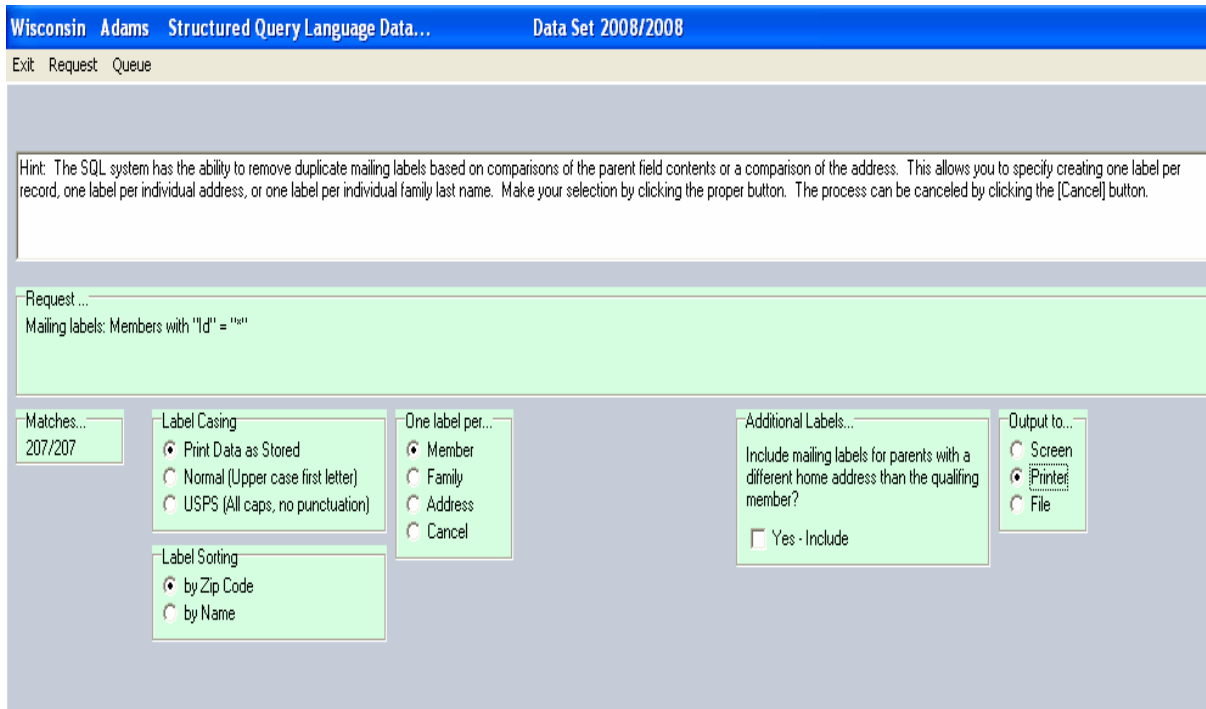 Wisconsin Adams Structured Query Language Data... Data Set 2008/2008
Exit Request Queue
Hint: The SQL system has the ability to remove duplicate mailing labels based on comparisons of the parent field contents or a comparison of the address. This allows you to specify creating one label per
record, one label per individual address, or one label per individual family last name. Make your selection by clicking the proper button. The process can be canceled by clicking the [Cancel] button.
Request ...
Mailing labels: Members with "Id" = "*"
Matches...
207/207
Label Casing
Print Data as Stored
Normal (Upper case first letter)
USPS (All caps, no punctuation)
Label Sorting
by Zip Code
by Name
One label per...
Member
Family
Address
Cancel
Additional Labels...
Include mailing labels for parents with a
different home address than the qualifing
member?
Yes - Include
Output to...
Screen
Printer
File